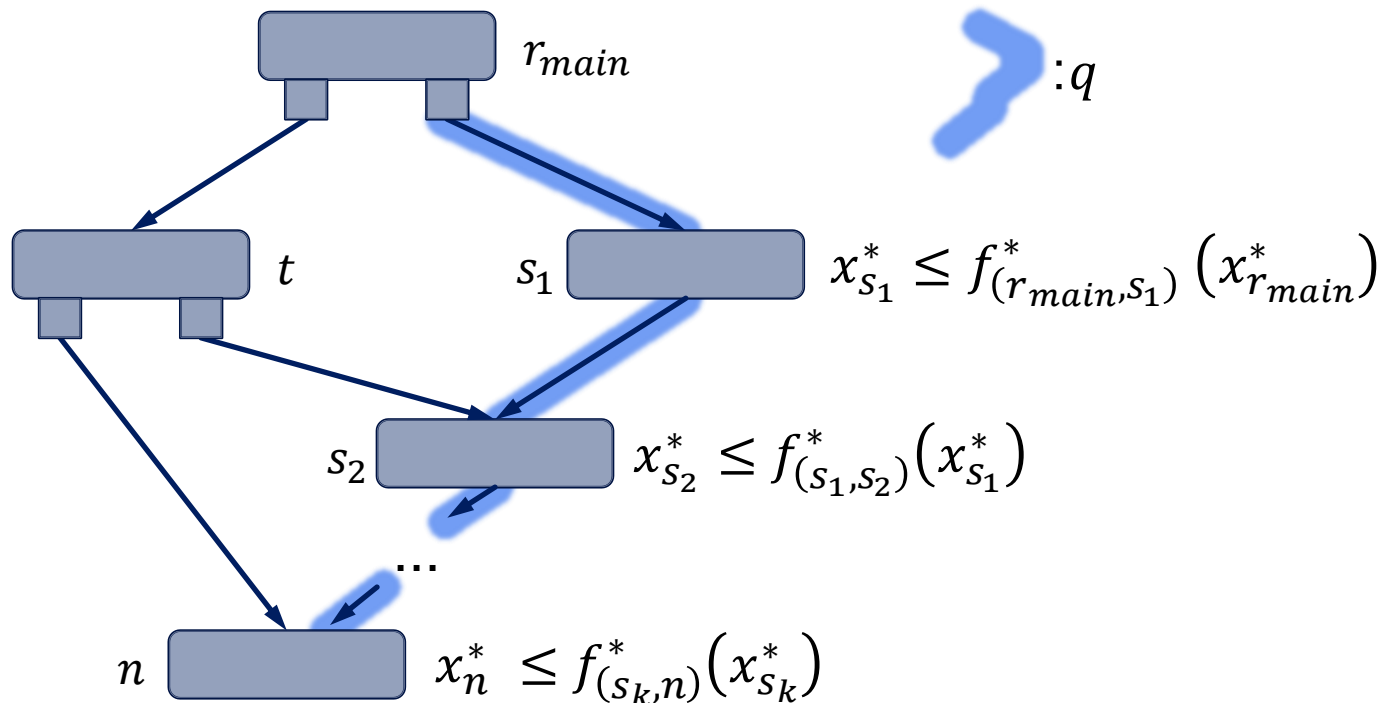 r_main
:q
t
s_1 x^*_{s_1} ≤ f^*_{(r_main,s_1)} (x^*_{r_main})
s_2 x^*_{s_2} ≤ f^*_{(s_1,s_2)}(x^*_{s_1})
...
n x^*_n ≤ f^*_{(s_k,n)}(x^*_{s_k})